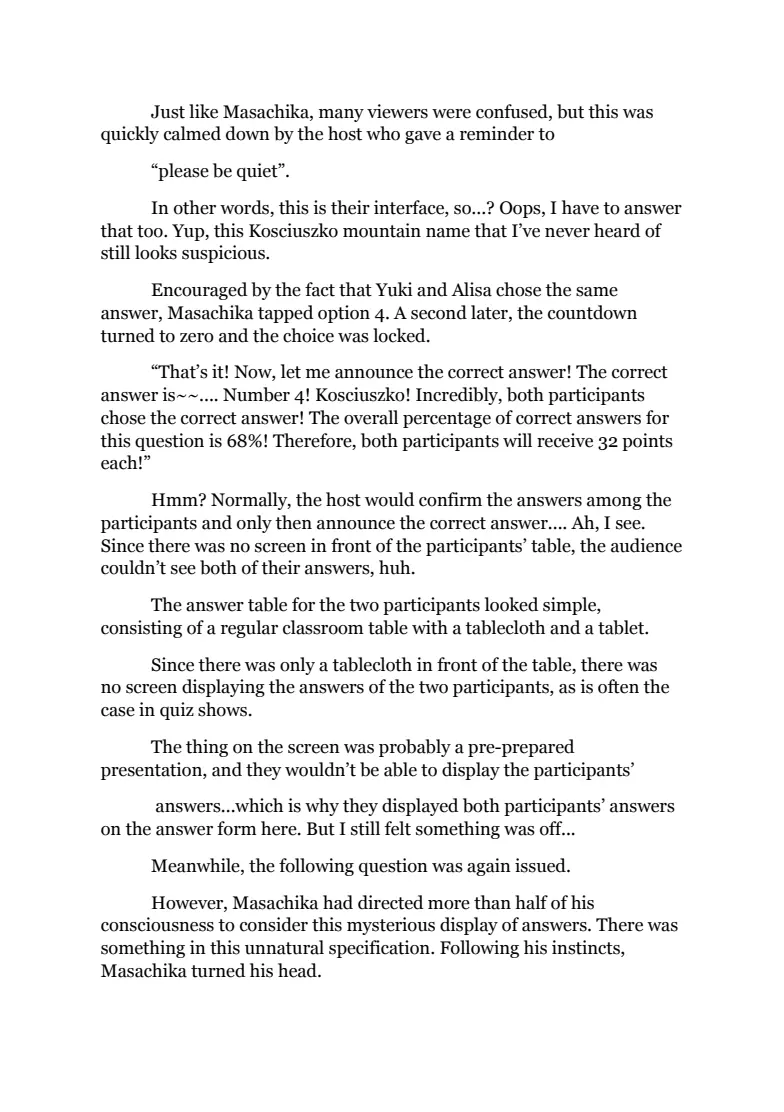 Just like Masachika, many viewers were confused, but this was
quickly calmed down by the host who gave a reminder to
“please be quiet”.
In other words, this is their interface, so...? Oops, I have to answer
that too. Yup, this Kosciuszko mountain name that I’ve never heard of
still looks suspicious.
Encouraged by the fact that Yuki and Alisa chose the same
answer, Masachika tapped option 4. A second later, the countdown
turned to zero and the choice was locked.
“That’s it! Now, let me announce the correct answer! The correct
answer is~~.... Number 4! Kosciuszko! Incredibly, both participants
chose the correct answer! The overall percentage of correct answers for
this question is 68%! Therefore, both participants will receive 32 points
each!”
Hmm? Normally, the host would confirm the answers among the
participants and only then announce the correct answer.... Ah, I see.
Since there was no screen in front of the participants’ table, the audience
couldn’t see both of their answers, huh.
The answer table for the two participants looked simple,
consisting of a regular classroom table with a tablecloth and a tablet.
Since there was only a tablecloth in front of the table, there was
no screen displaying the answers of the two participants, as is often the
case in quiz shows.
The thing on the screen was probably a pre-prepared
presentation, and they wouldn’t be able to display the participants’
answers...which is why they displayed both participants’ answers
on the answer form here. But I still felt something was off...
Meanwhile, the following question was again issued.
However, Masachika had directed more than half of his
consciousness to consider this mysterious display of answers. There was
something in this unnatural specification. Following his instincts,
Masachika turned his head.